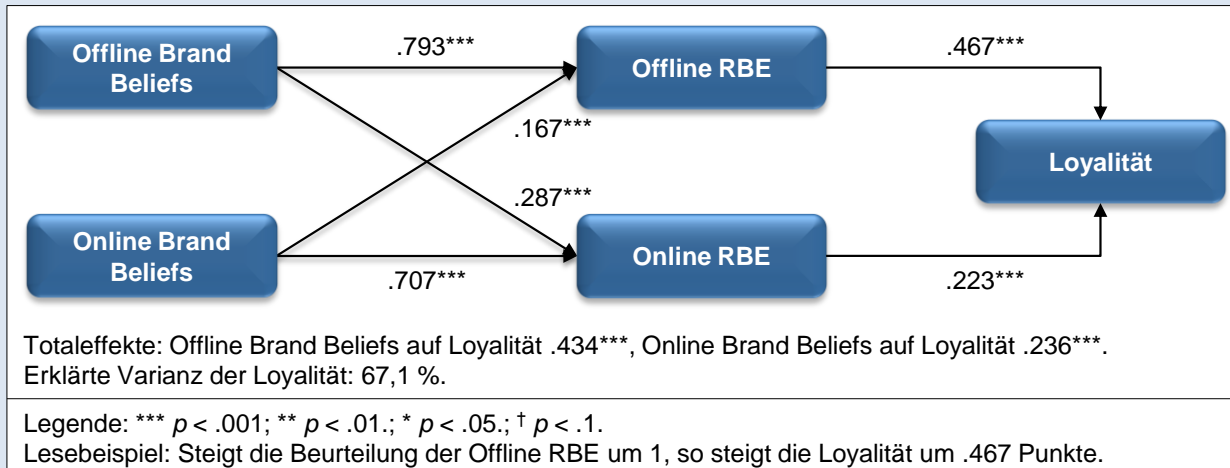 Offline Brand
Beliefs
.793***
Offline RBE
.467***
.167***
Loyalität
.287***
Online Brand
Beliefs
.707***
Online RBE
.223***
Totaleffekte: Offline Brand Beliefs auf Loyalität .434***, Online Brand Beliefs auf Loyalität .236***.
Erklärte Varianz der Loyalität: 67,1 %.
Legende: *** p < .001; ** p < .01.; * p < .05.; † p < .1.
Lesebeispiel: Steigt die Beurteilung der Offline RBE um 1, so steigt die Loyalität um .467 Punkte.